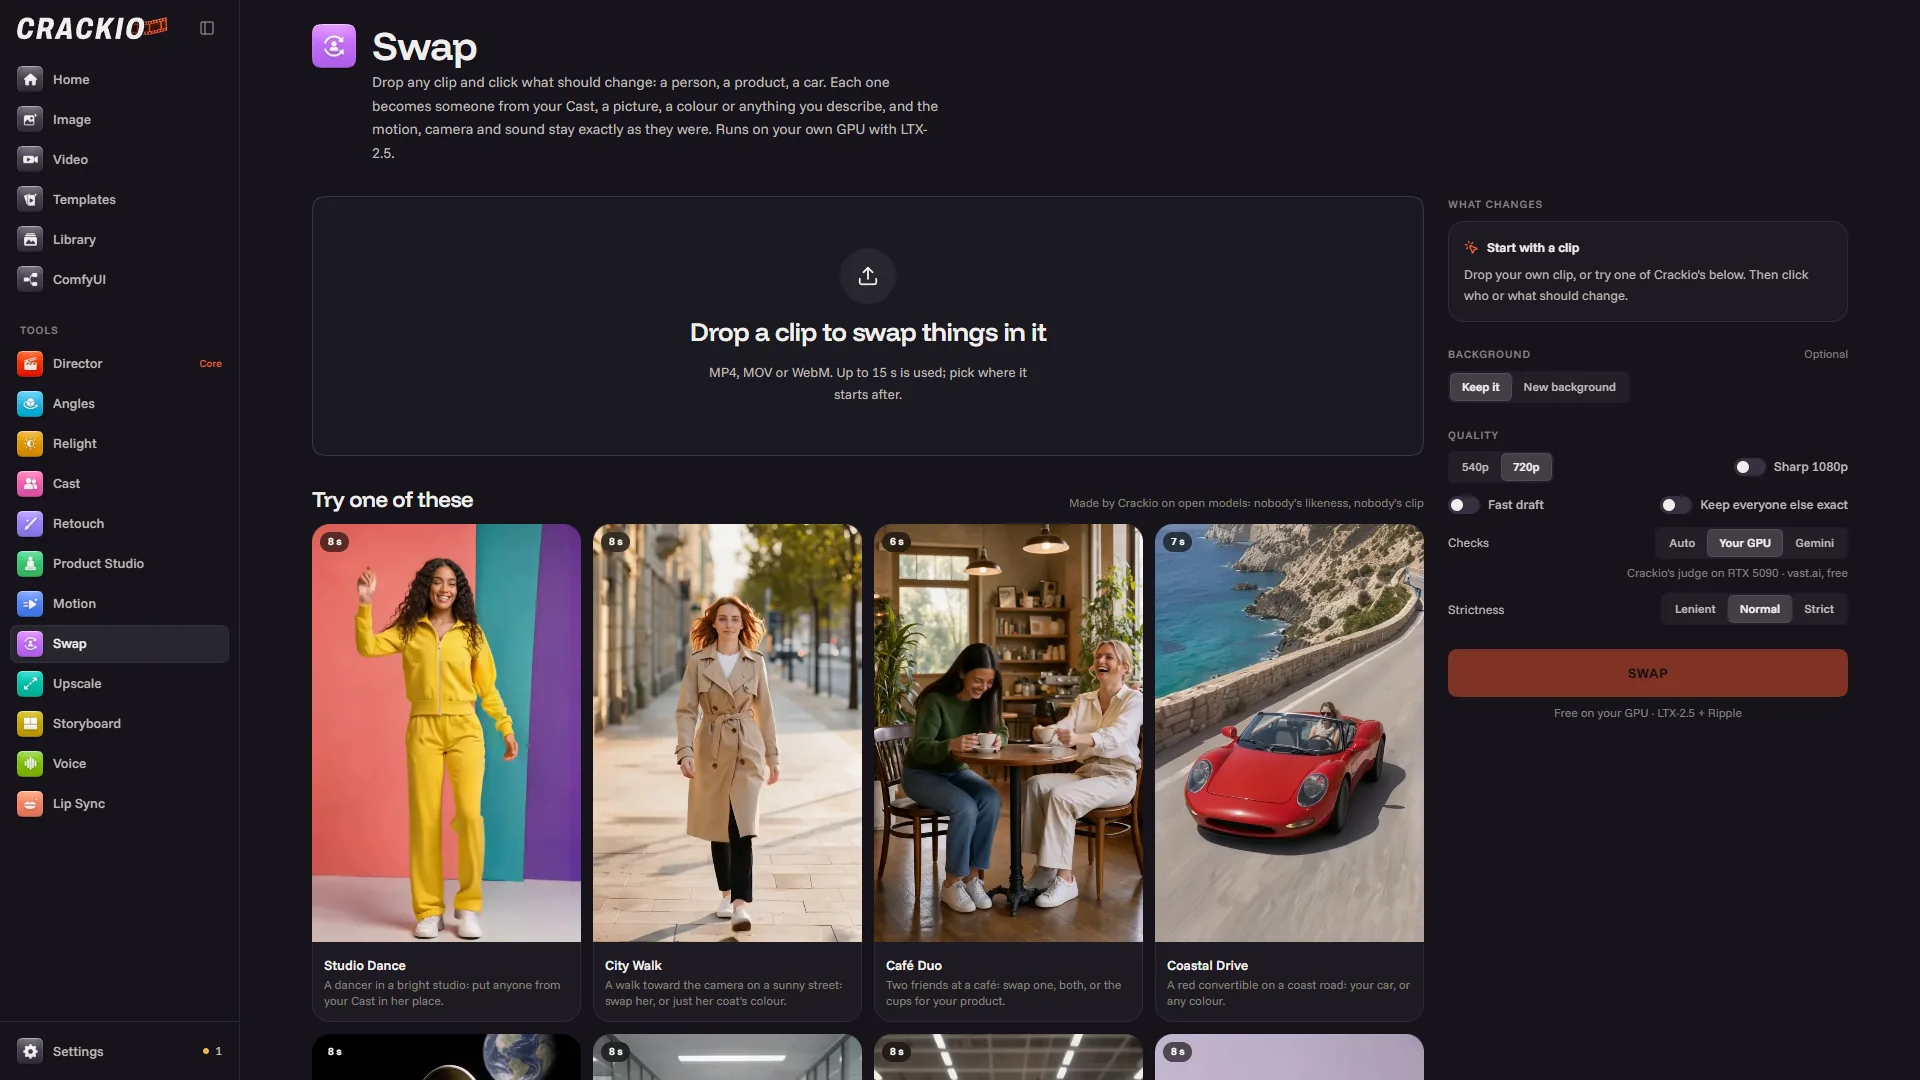 CRACKIO
Home
Image
Video
Templates
Library
ComfyUI
TOOLS
Director
Core
Angles
Relight
Cast
Retouch
Product Studio
Motion
Swap
Upscale
Storyboard
Voice
Lip Sync
Settings
1
Swap
Drop any clip and click what should change: a person, a product, a car. Each one
becomes someone from your Cast, a picture, a colour or anything you describe, and the
motion, camera and sound stay exactly as they were. Runs on your own GPU with LTX-
2.5.
Drop a clip to swap things in it
MP4, MOV or WebM. Up to 15 s is used; pick where it
starts after.
Try one of these
Made by Crackio on open models: nobody's likeness, nobody's clip
8 s
8 s
6 s
7 s
Studio Dance
A dancer in a bright studio: put anyone from
your Cast in her place.
City Walk
A walk toward the camera on a sunny street:
swap her, or just her coat's colour.
Café Duo
Two friends at a café: swap one, both, or the
cups for your product.
Coastal Drive
A red convertible on a coast road: your car, or
any colour.
8 s
8 s
8 s
8 s
WHAT CHANGES
Start with a clip
Drop your own clip, or try one of Crackio's below. Then click
who or what should change.
BACKGROUND
Optional
Keep it
New background
QUALITY
540p
720p
Sharp 1080p
Fast draft
Keep everyone else exact
Checks
Auto
Your GPU
Gemini
Crackio's judge on RTX 5090 · vast.ai, free
Strictness
Lenient
Normal
Strict
SWAP
Free on your GPU · LTX-2.5 + Ripple